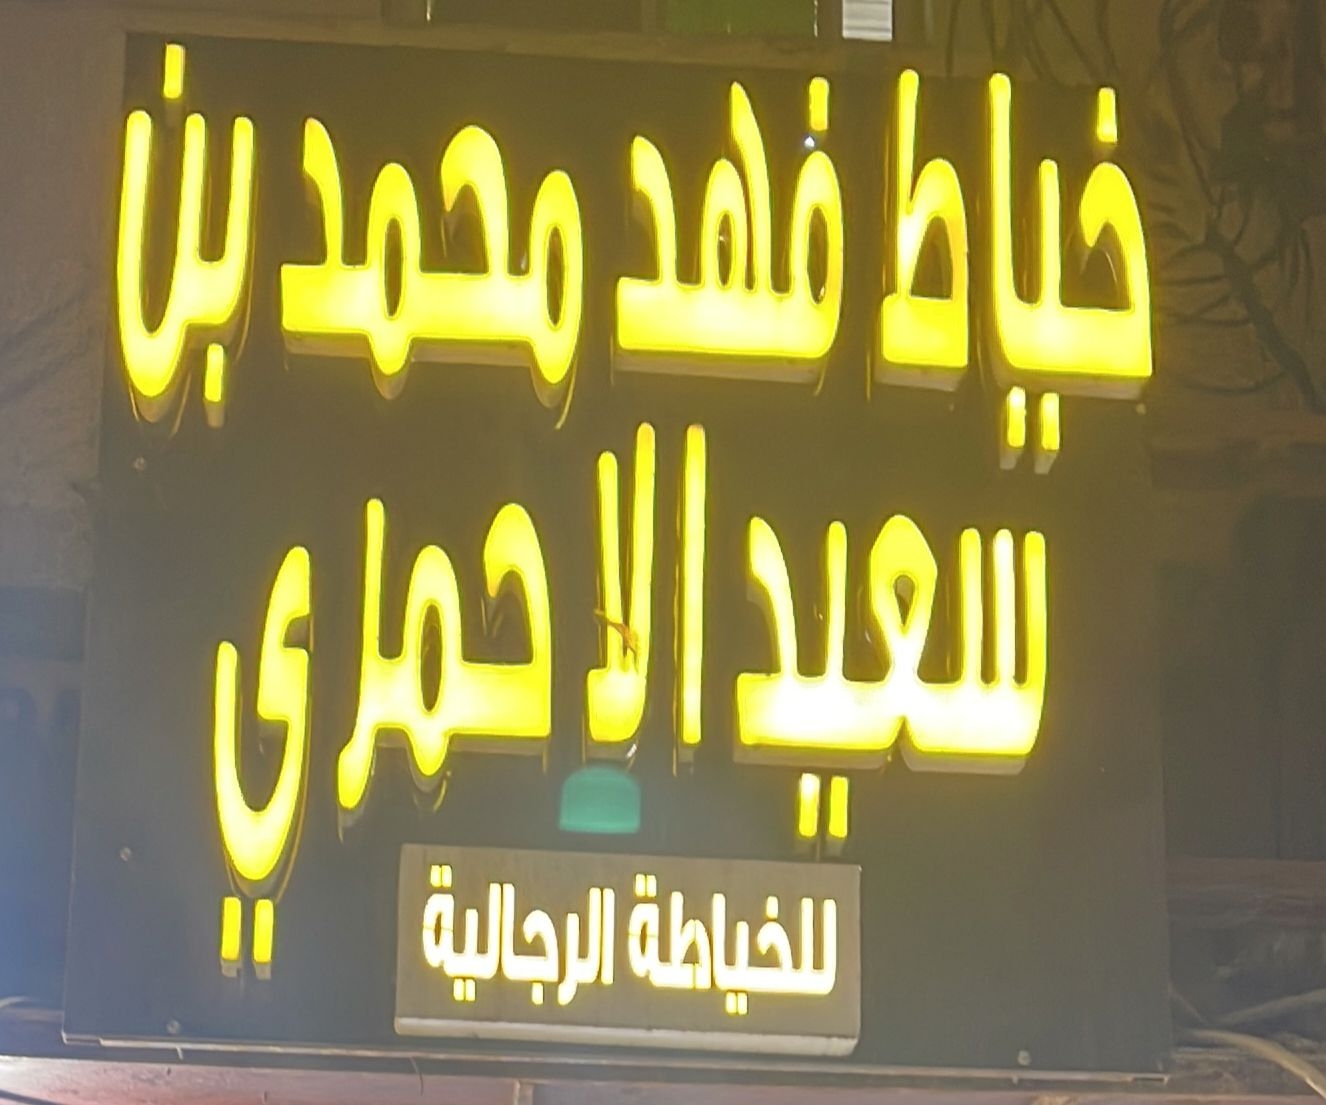 خياط فهد محمد بن
سعيد الاحمري
للخياطة الرجالية